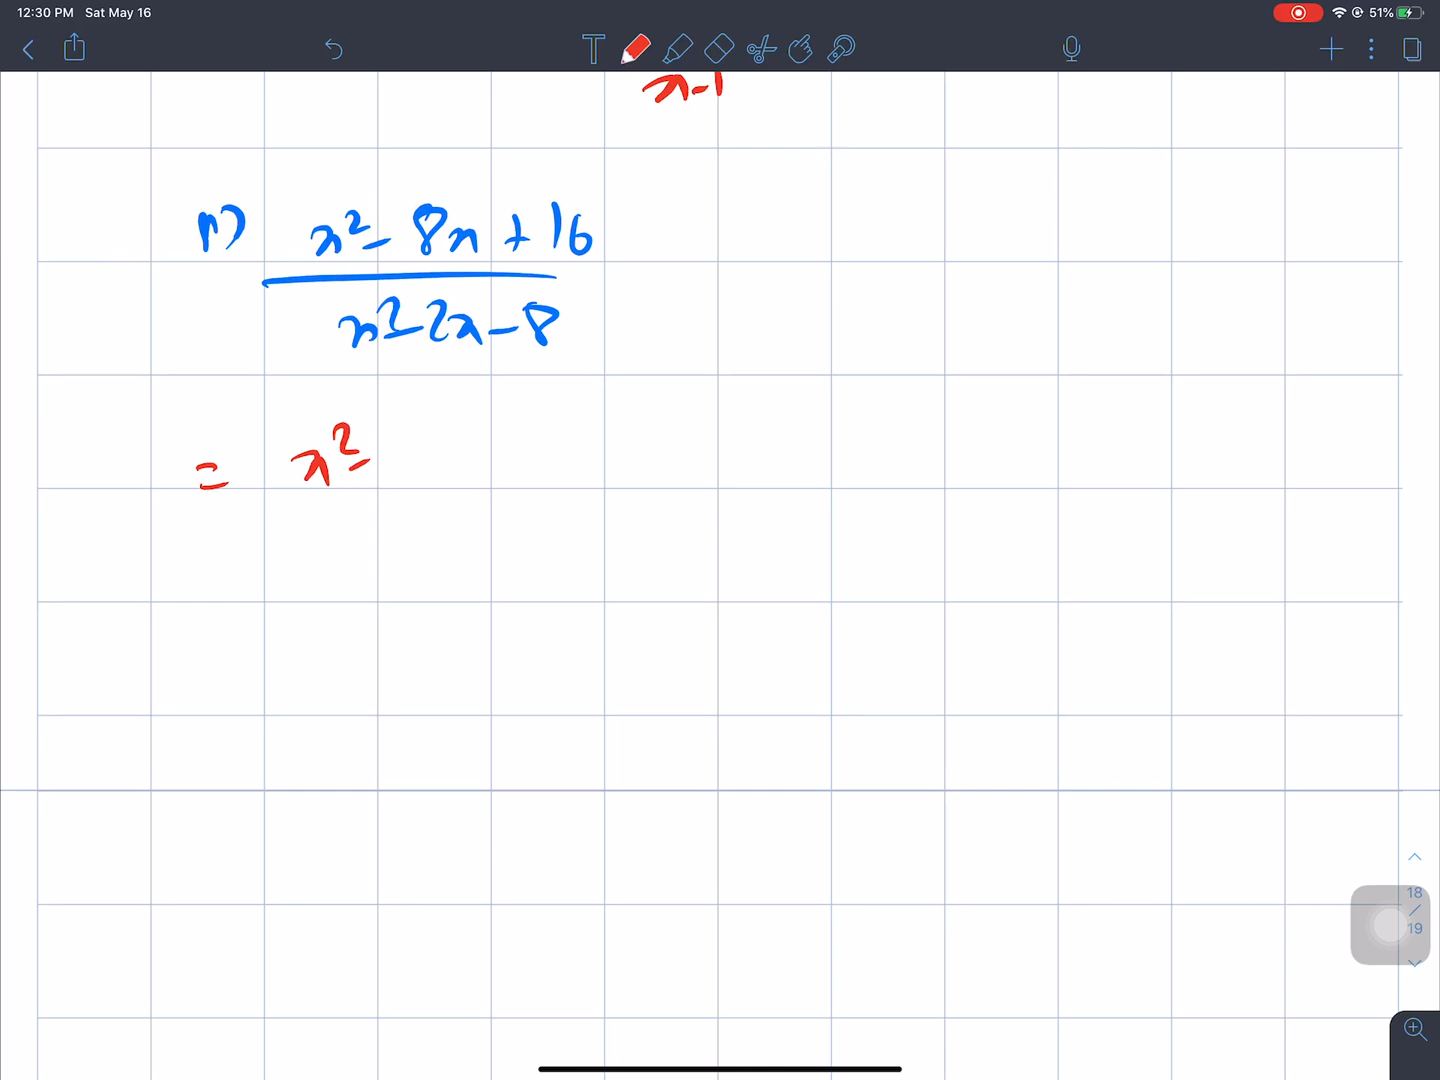 12:30 PM Sat May 16
51%
T
x-1
n) x² - 8x + 16
x² - 2x - 8
= x² -
18
/
19